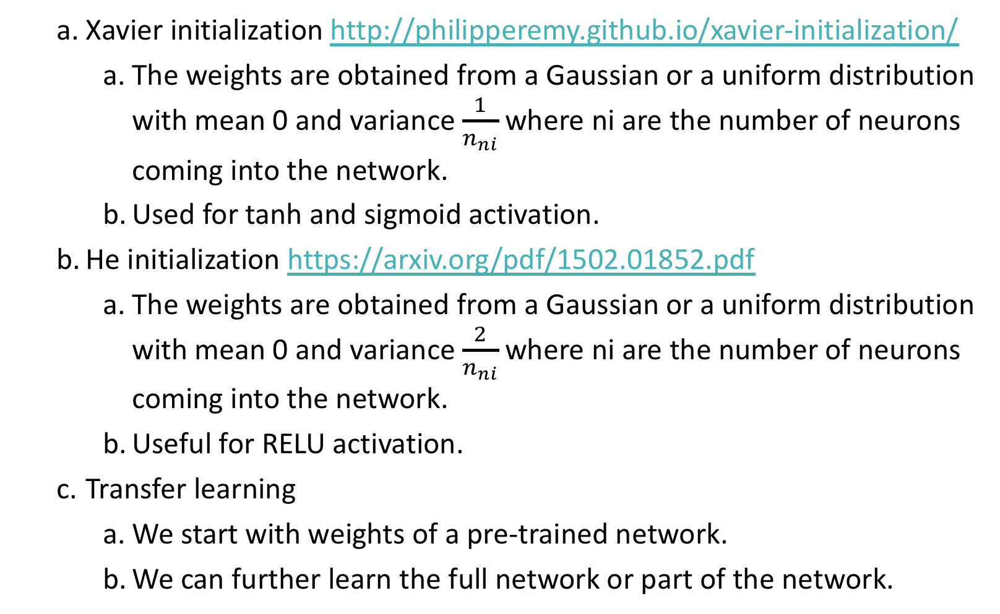 a. Xavier initialization http://philipperemy.github.io/xavier-initialization/
a. The weights are obtained from a Gaussian or a uniform distribution
with mean 0 and variance $\frac{1}{n_{ni}}$ where ni are the number of neurons
coming into the network.
b. Used for tanh and sigmoid activation.
b. He initialization https://arxiv.org/pdf/1502.01852.pdf
a. The weights are obtained from a Gaussian or a uniform distribution
with mean 0 and variance $\frac{2}{n_{ni}}$ where ni are the number of neurons
coming into the network.
b. Useful for RELU activation.
c. Transfer learning
a. We start with weights of a pre-trained network.
b. We can further learn the full network or part of the network.